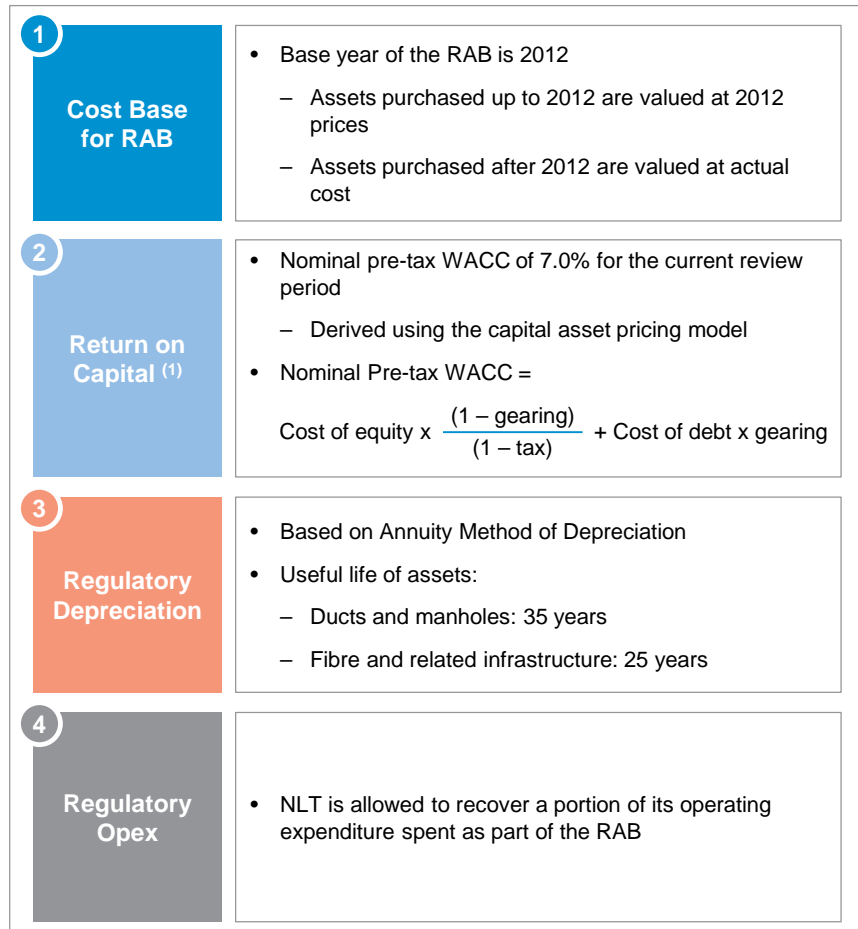 1
Cost Base
for RAB
• Base year of the RAB is 2012
– Assets purchased up to 2012 are valued at 2012
prices
– Assets purchased after 2012 are valued at actual
cost
2
Return on
Capital (1)
• Nominal pre-tax WACC of 7.0% for the current review
period
– Derived using the capital asset pricing model
• Nominal Pre-tax WACC =
Cost of equity x (1 – gearing) / (1 – tax) + Cost of debt x gearing
3
Regulatory
Depreciation
• Based on Annuity Method of Depreciation
• Useful life of assets:
– Ducts and manholes: 35 years
– Fibre and related infrastructure: 25 years
4
Regulatory
Opex
• NLT is allowed to recover a portion of its operating
expenditure spent as part of the RAB